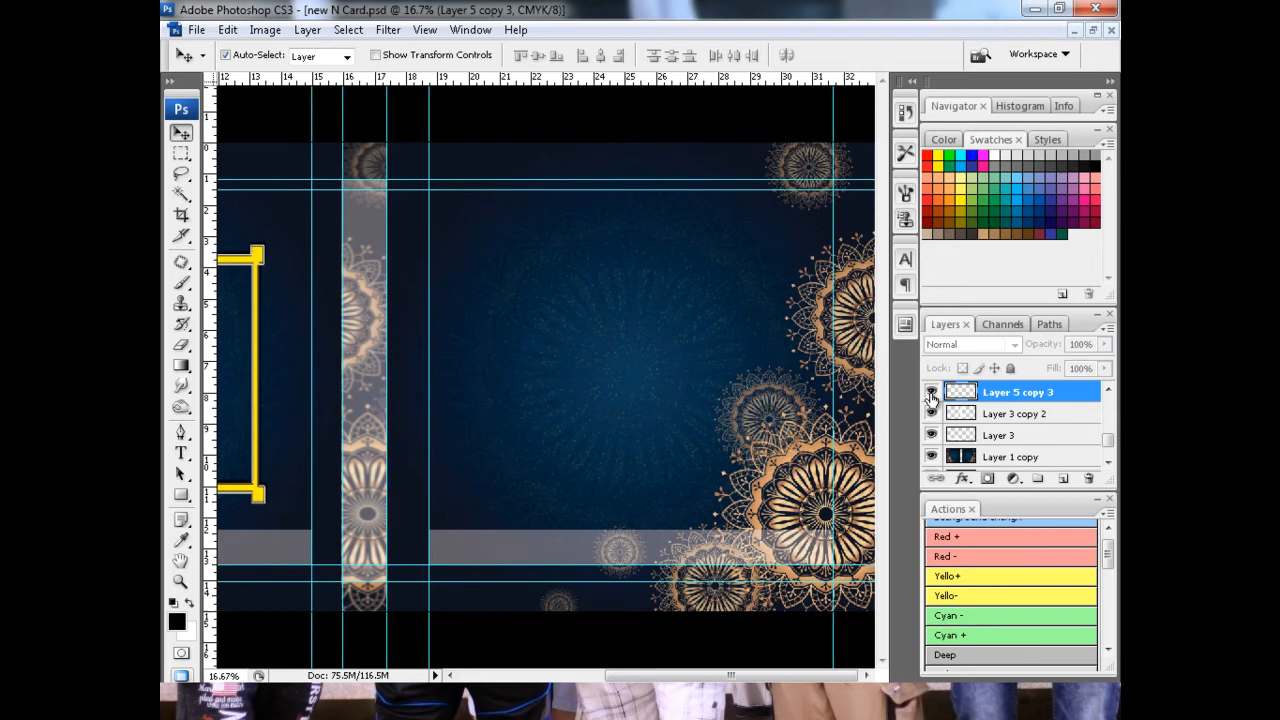 Adobe Photoshop CS3 - [new N Card.psd @ 16.7% (Layer 5 copy 3, CMYK/8)]
File Edit Image Layer Select Filter View Window Help
Auto-Select: Layer Show Transform Controls Workspace
12 13 14 15 16 17 18 19 20 21 22 23 24 25 26 27 28 29 30 31 32
Navigator Histogram Info
Ps
Color Swatches Styles
Layers Channels Paths
Normal Opacity: 100%
Lock: Fill: 100%
Layer 5 copy 3
Layer 3 copy 2
Layer 3
Layer 1 copy
Actions
Red +
Red -
Yello+
Yello-
Cyan -
Cyan +
Deep
16.67% Doc: 75.5M/116.5M